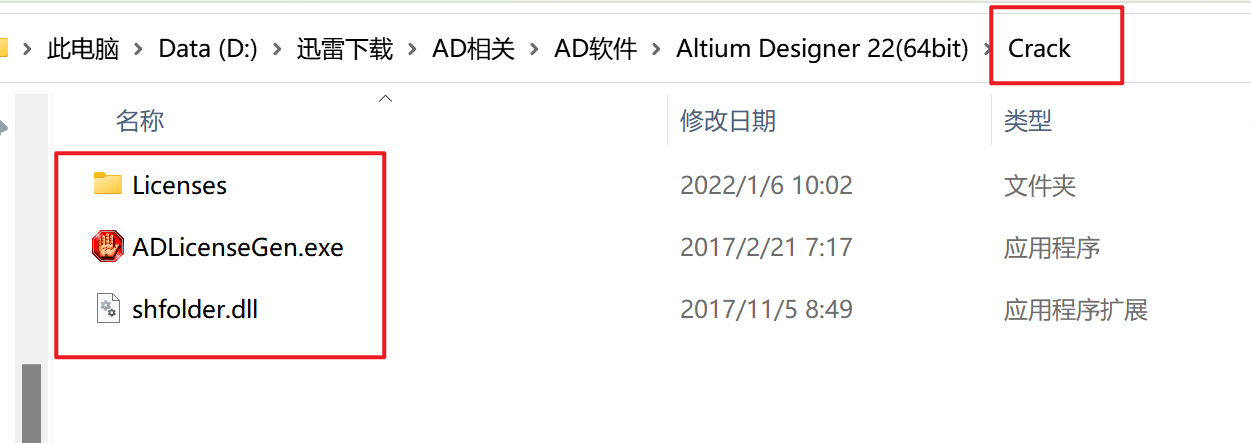 此电脑 > Data (D:) > 迅雷下载 > AD相关 > AD软件 > Altium Designer 22(64bit) > Crack
名称 修改日期 类型
Licenses 2022/1/6 10:02 文件夹
ADLicenseGen.exe 2017/2/21 7:17 应用程序
shfolder.dll 2017/11/5 8:49 应用程序扩展